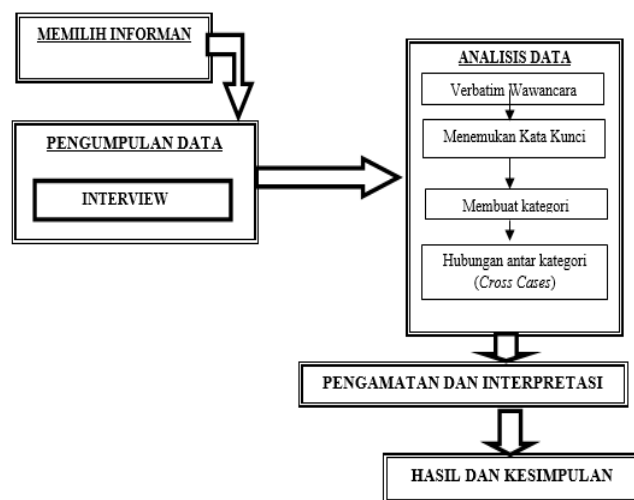 MEMILIH INFORMAN
PENGUMPULAN DATA
INTERVIEW
ANALISIS DATA
Verbatim Wawancara
Menemukan Kata Kunci
Membuat kategori
Hubungan antar kategori
(Cross Cases)
PENGAMATAN DAN INTERPRETASI
HASIL DAN KESIMPULAN